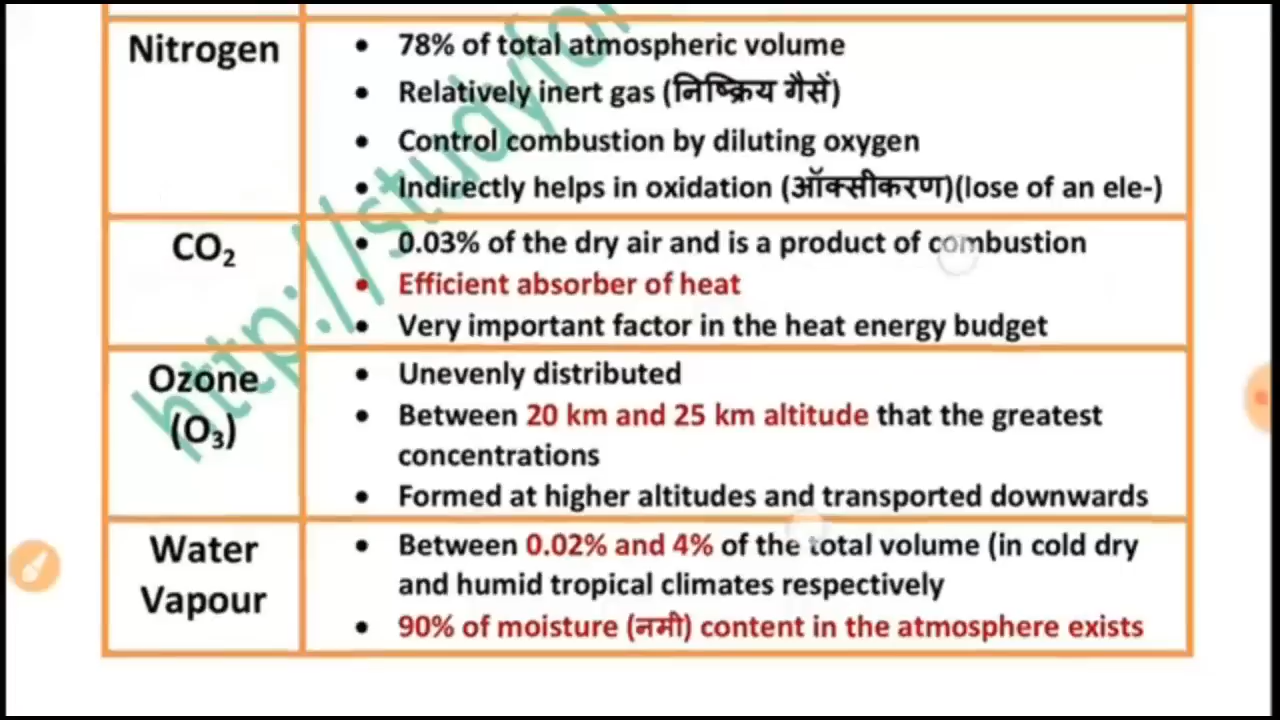 Nitrogen
• 78% of total atmospheric volume
• Relatively inert gas (निष्क्रिय गैसें)
• Control combustion by diluting oxygen
• Indirectly helps in oxidation (ऑक्सीकरण)(lose of an ele-)
CO₂
• 0.03% of the dry air and is a product of combustion
• Efficient absorber of heat
• Very important factor in the heat energy budget
Ozone
(O₃)
• Unevenly distributed
• Between 20 km and 25 km altitude that the greatest
concentrations
• Formed at higher altitudes and transported downwards
Water
Vapour
• Between 0.02% and 4% of the total volume (in cold dry
and humid tropical climates respectively
• 90% of moisture (नमी) content in the atmosphere exists
http://studyfor